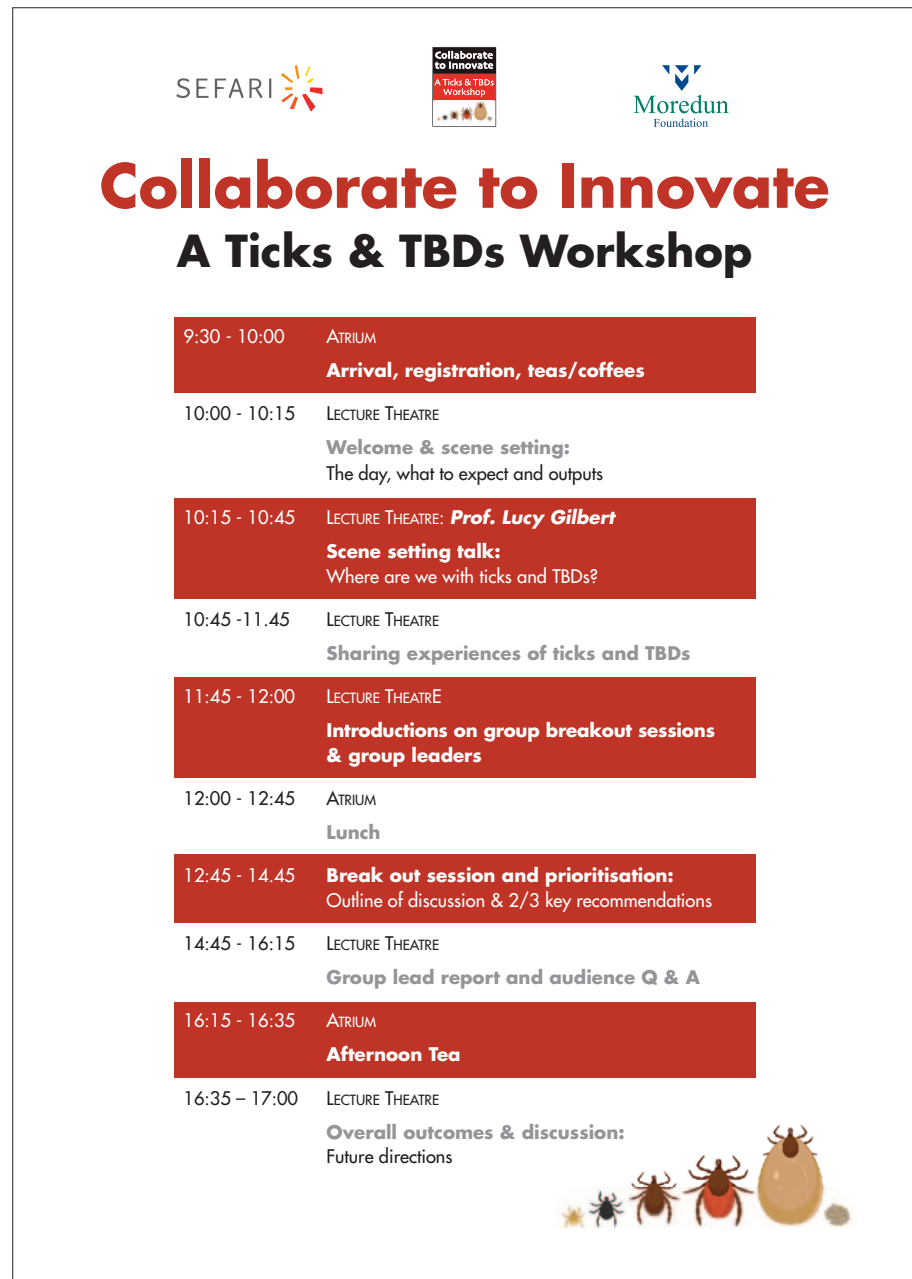 SEFARI
Collaborate
to Innovate
A Ticks & TBDs
Workshop
Moredun
Foundation
Collaborate to Innovate
A Ticks & TBDs Workshop
9:30 - 10:00 ATRIUM
Arrival, registration, teas/coffees
10:00 - 10:15 LECTURE THEATRE
Welcome & scene setting:
The day, what to expect and outputs
10:15 - 10:45 LECTURE THEATRE: Prof. Lucy Gilbert
Scene setting talk:
Where are we with ticks and TBDs?
10:45 -11.45 LECTURE THEATRE
Sharing experiences of ticks and TBDs
11:45 - 12:00 LECTURE THEATRE
Introductions on group breakout sessions
& group leaders
12:00 - 12:45 ATRIUM
Lunch
12:45 - 14.45 Break out session and prioritisation:
Outline of discussion & 2/3 key recommendations
14:45 - 16:15 LECTURE THEATRE
Group lead report and audience Q & A
16:15 - 16:35 ATRIUM
Afternoon Tea
16:35 – 17:00 LECTURE THEATRE
Overall outcomes & discussion:
Future directions